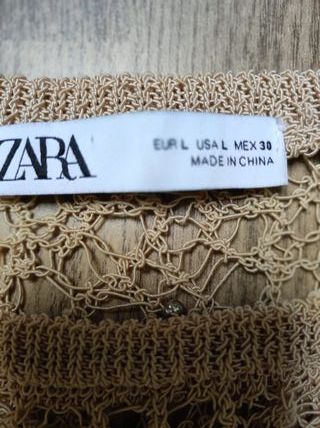 ZARA
EUR L USA L MEX 30
MADE IN CHINA